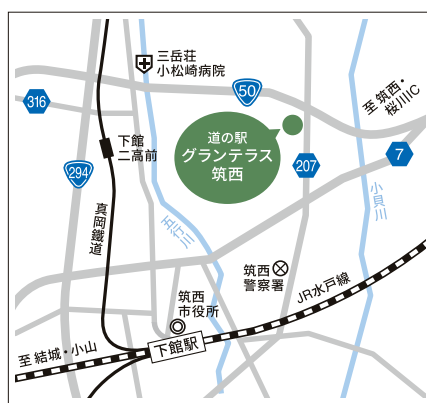 三岳荘
小松崎病院
50
至 筑西・
桜川IC
316
道の駅
グランテラス
筑西
下館
二高前
207
7
294
真岡鐵道
五行川
小貝川
筑西
警察署
JR水戸線
筑西
市役所
下館駅
至 結城・小山